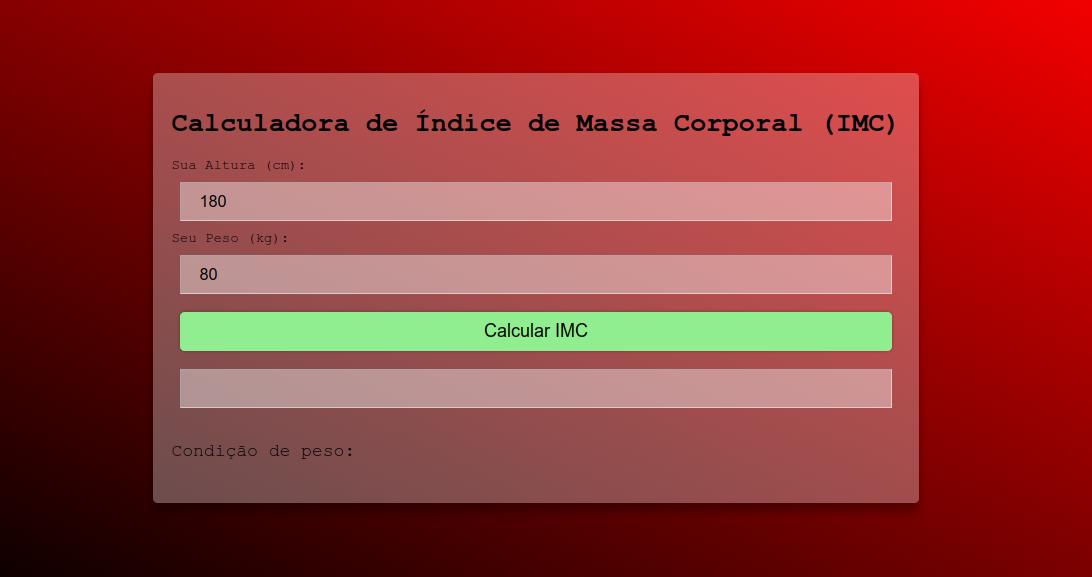 Calculadora de Índice de Massa Corporal (IMC)
Sua Altura (cm):
180
Seu Peso (kg):
80
Calcular IMC
Condição de peso: